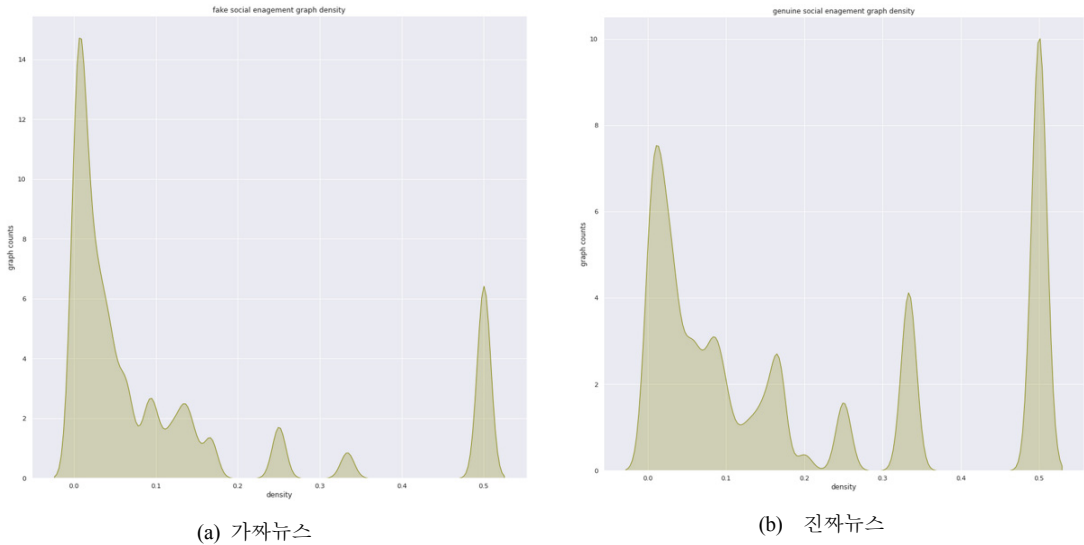 fake social enagement graph density
graph counts
14
12
10
8
6
4
2
0
0.0 0.1 0.2 0.3 0.4 0.5
density
(a) 가짜뉴스
genuine social enagement graph density
graph counts
10
8
6
4
2
0
0.0 0.1 0.2 0.3 0.4 0.5
density
(b) 진짜뉴스